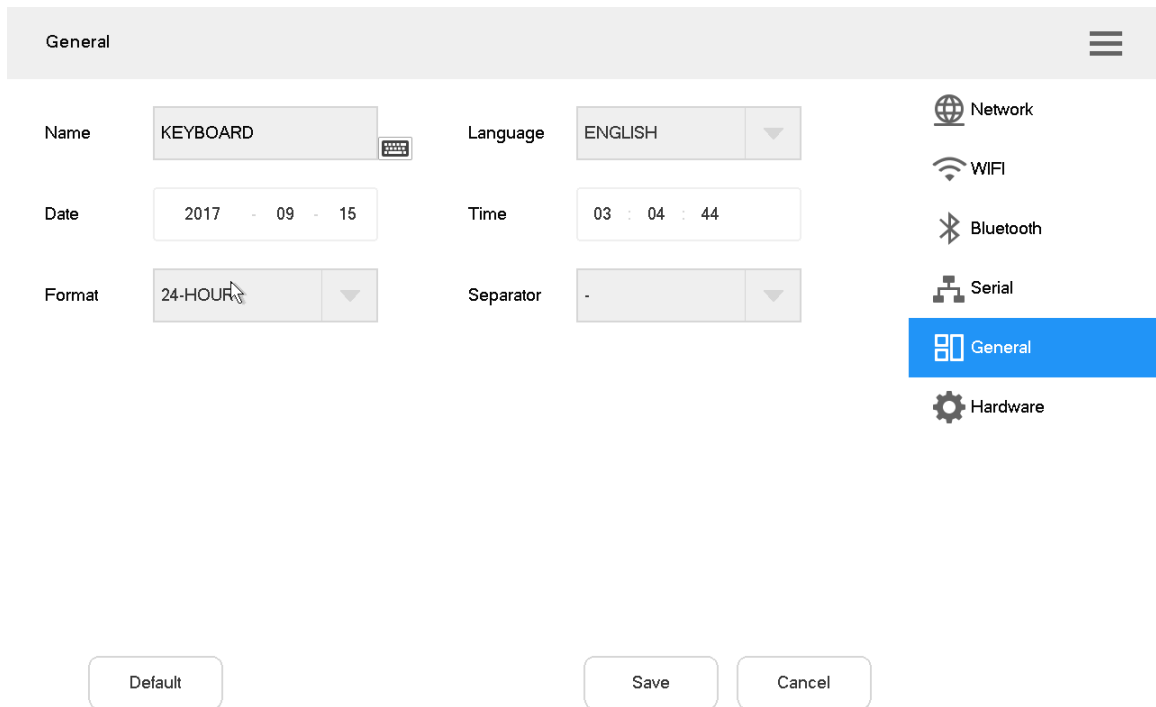 General
Name KEYBOARD Language ENGLISH
Date 2017 - 09 - 15 Time 03 : 04 : 44
Format 24-HOUR Separator -
Network
WIFI
Bluetooth
Serial
General
Hardware
Default Save Cancel